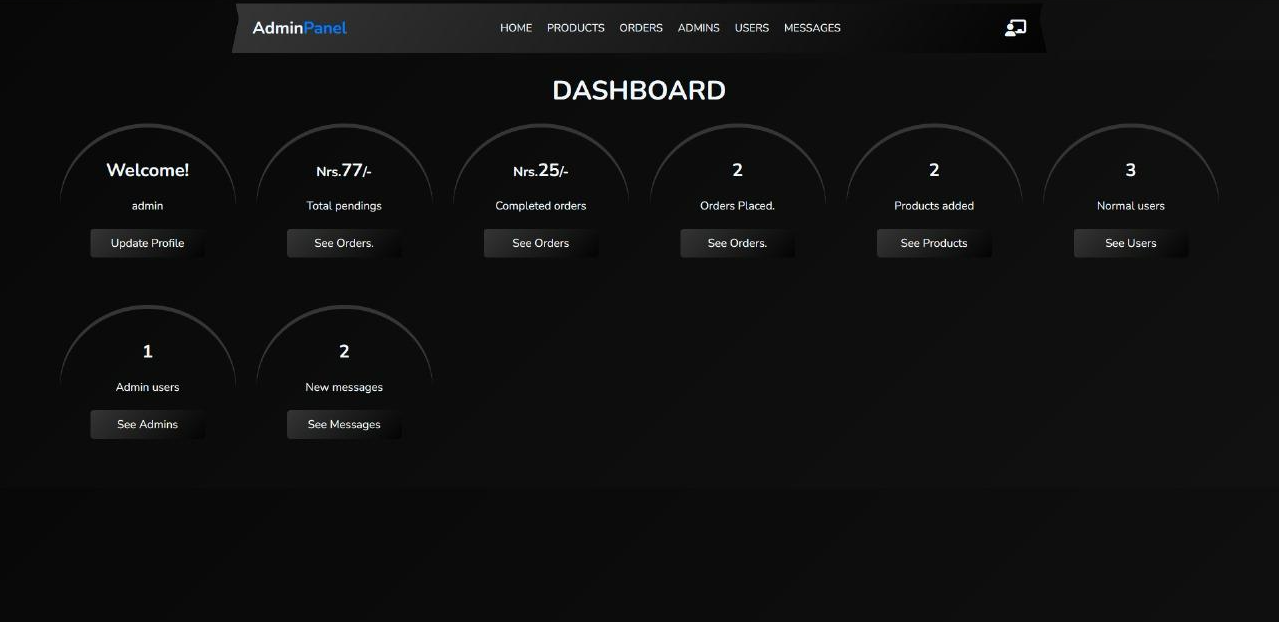 AdminPanel
HOME PRODUCTS ORDERS ADMINS USERS MESSAGES
DASHBOARD
Welcome!
admin
Update Profile
Nrs.77/-
Total pendings
See Orders.
Nrs.25/-
Completed orders
See Orders
2
Orders Placed.
See Orders.
2
Products added
See Products
3
Normal users
See Users
1
Admin users
See Admins
2
New messages
See Messages